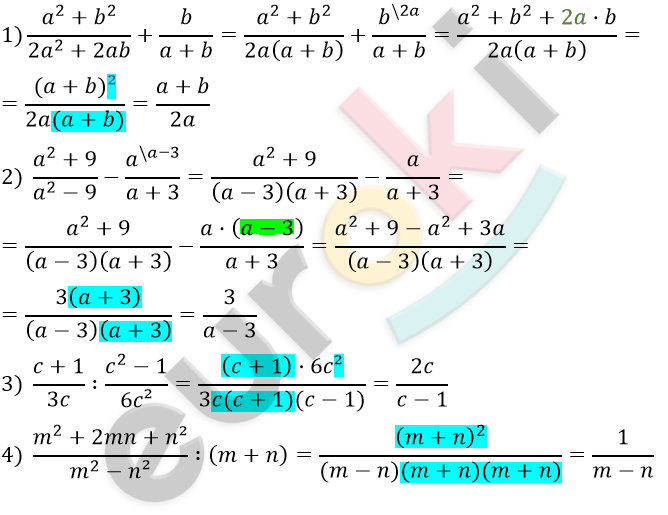 1) (a² + b²)/(2a² + 2ab) + b/(a + b) = (a² + b²)/(2a(a + b)) + b\2a/(a + b) = (a² + b² + 2a · b)/(2a(a + b)) =
= (a + b)²/(2a(a + b)) = (a + b)/(2a)
2) (a² + 9)/(a² − 9) − a\a−3/(a + 3) = (a² + 9)/((a − 3)(a + 3)) − a/(a + 3) =
= (a² + 9)/((a − 3)(a + 3)) − a · (a − 3)/(a + 3) = (a² + 9 − a² + 3a)/((a − 3)(a + 3)) =
= 3(a + 3)/((a − 3)(a + 3)) = 3/(a − 3)
3) (c + 1)/(3c) : (c² − 1)/(6c²) = (c + 1) · 6c²/(3c(c + 1)(c − 1)) = 2c/(c − 1)
4) (m² + 2mn + n²)/(m² − n²) : (m + n) = (m + n)²/((m − n)(m + n)(m + n)) = 1/(m − n)
euroki